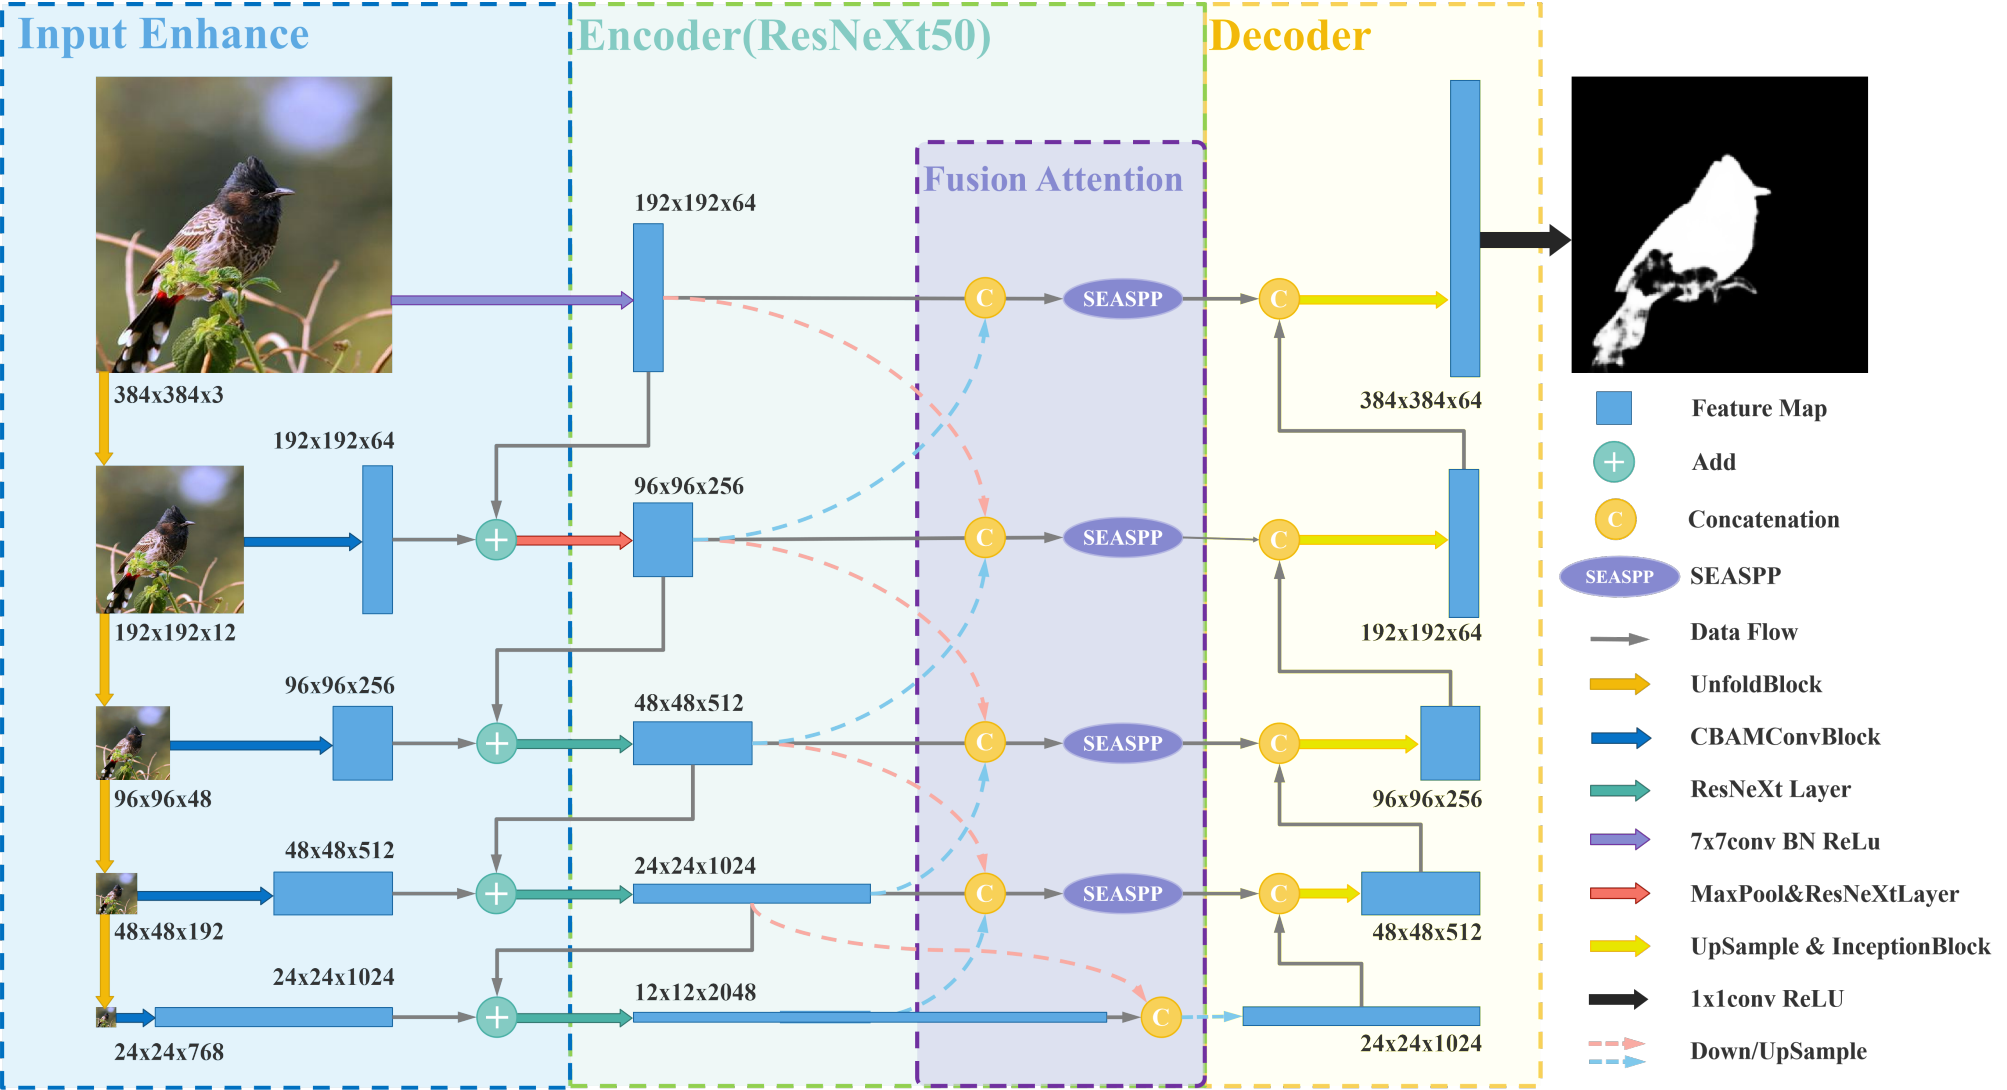 Input Enhance
Encoder(ResNeXt50)
Decoder
Fusion Attention
384x384x3
192x192x64
192x192x12
96x96x256
96x96x48
48x48x512
48x48x192
24x24x1024
24x24x768
192x192x64
96x96x256
48x48x512
24x24x1024
12x12x2048
C
SEASPP
C
C
SEASPP
C
C
SEASPP
C
C
SEASPP
C
C
384x384x64
192x192x64
96x96x256
48x48x512
24x24x1024
Feature Map
Add
C
Concatenation
SEASPP
SEASPP
Data Flow
UnfoldBlock
CBAMConvBlock
ResNeXt Layer
7x7conv BN ReLu
MaxPool&ResNeXtLayer
UpSample & InceptionBlock
1x1conv ReLU
Down/UpSample